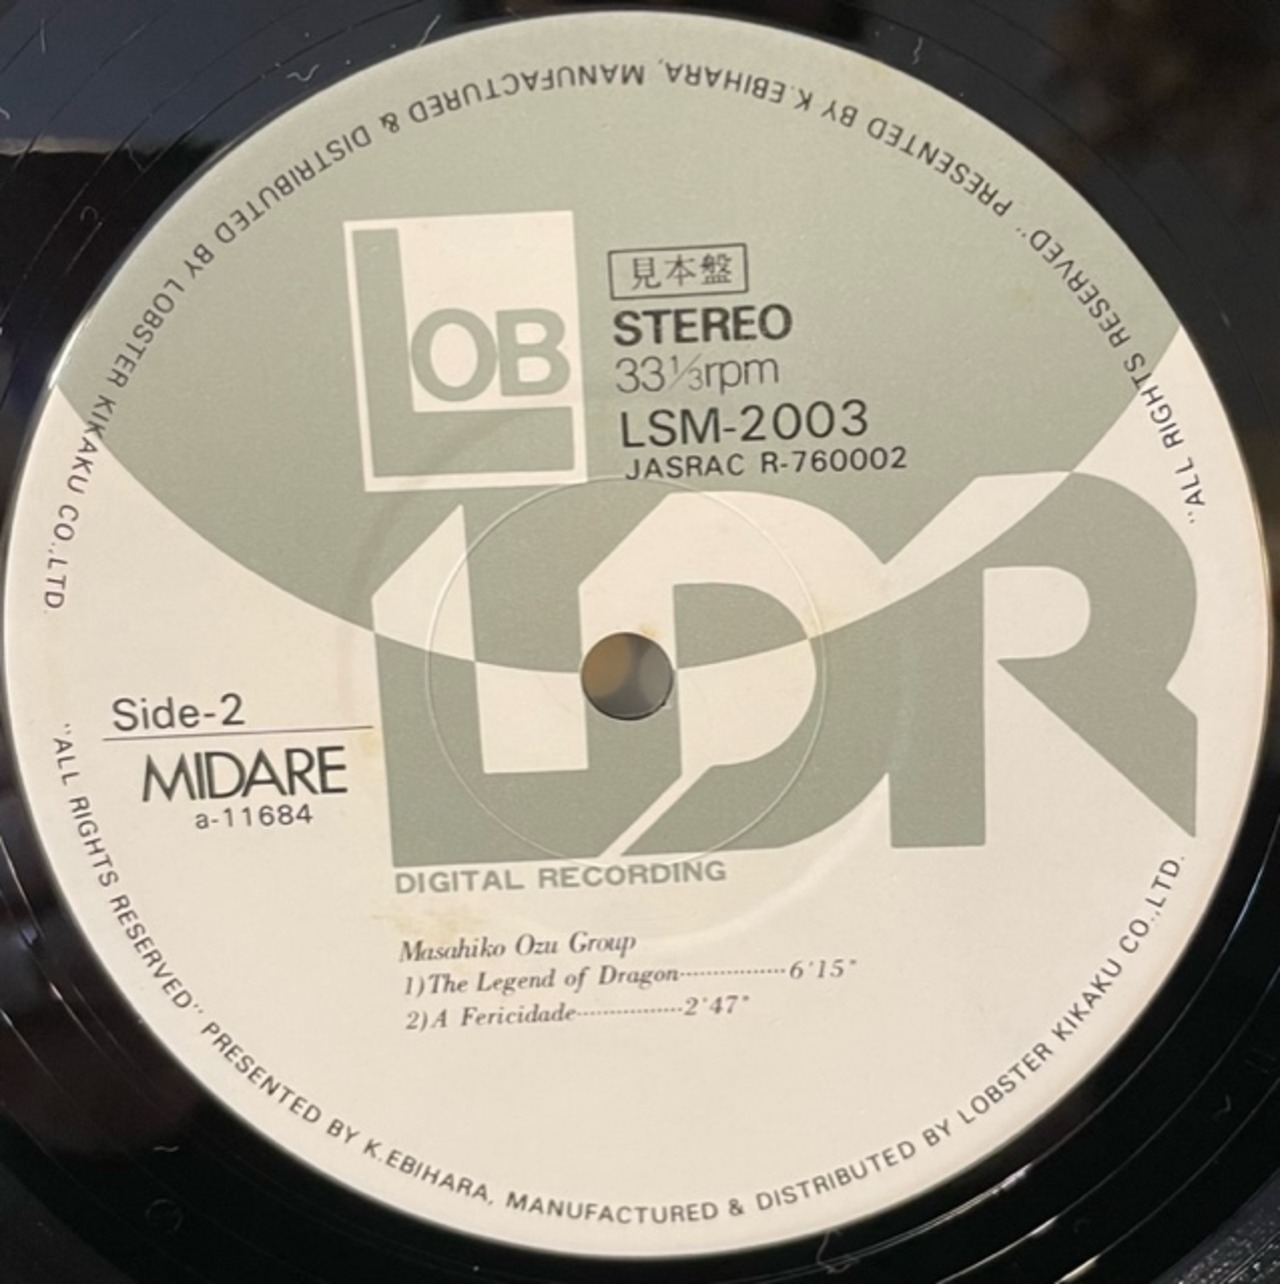 "ALL RIGHTS RESERVED" PRESENTED BY K.EBIHARA, MANUFACTURED & DISTRIBUTED BY LOBSTER KIKAKU CO.,LTD.
LOB
見本盤
STEREO
33⅓rpm
LSM-2003
JASRAC R-760002
LDR
Side-2
MIDARE
a-11684
DIGITAL RECORDING
Masahiko Ozu Group
1)The Legend of Dragon················6'15"
2)A Fericidade················2'47"
"ALL RIGHTS RESERVED" PRESENTED BY K.EBIHARA, MANUFACTURED & DISTRIBUTED BY LOBSTER KIKAKU CO.,LTD.